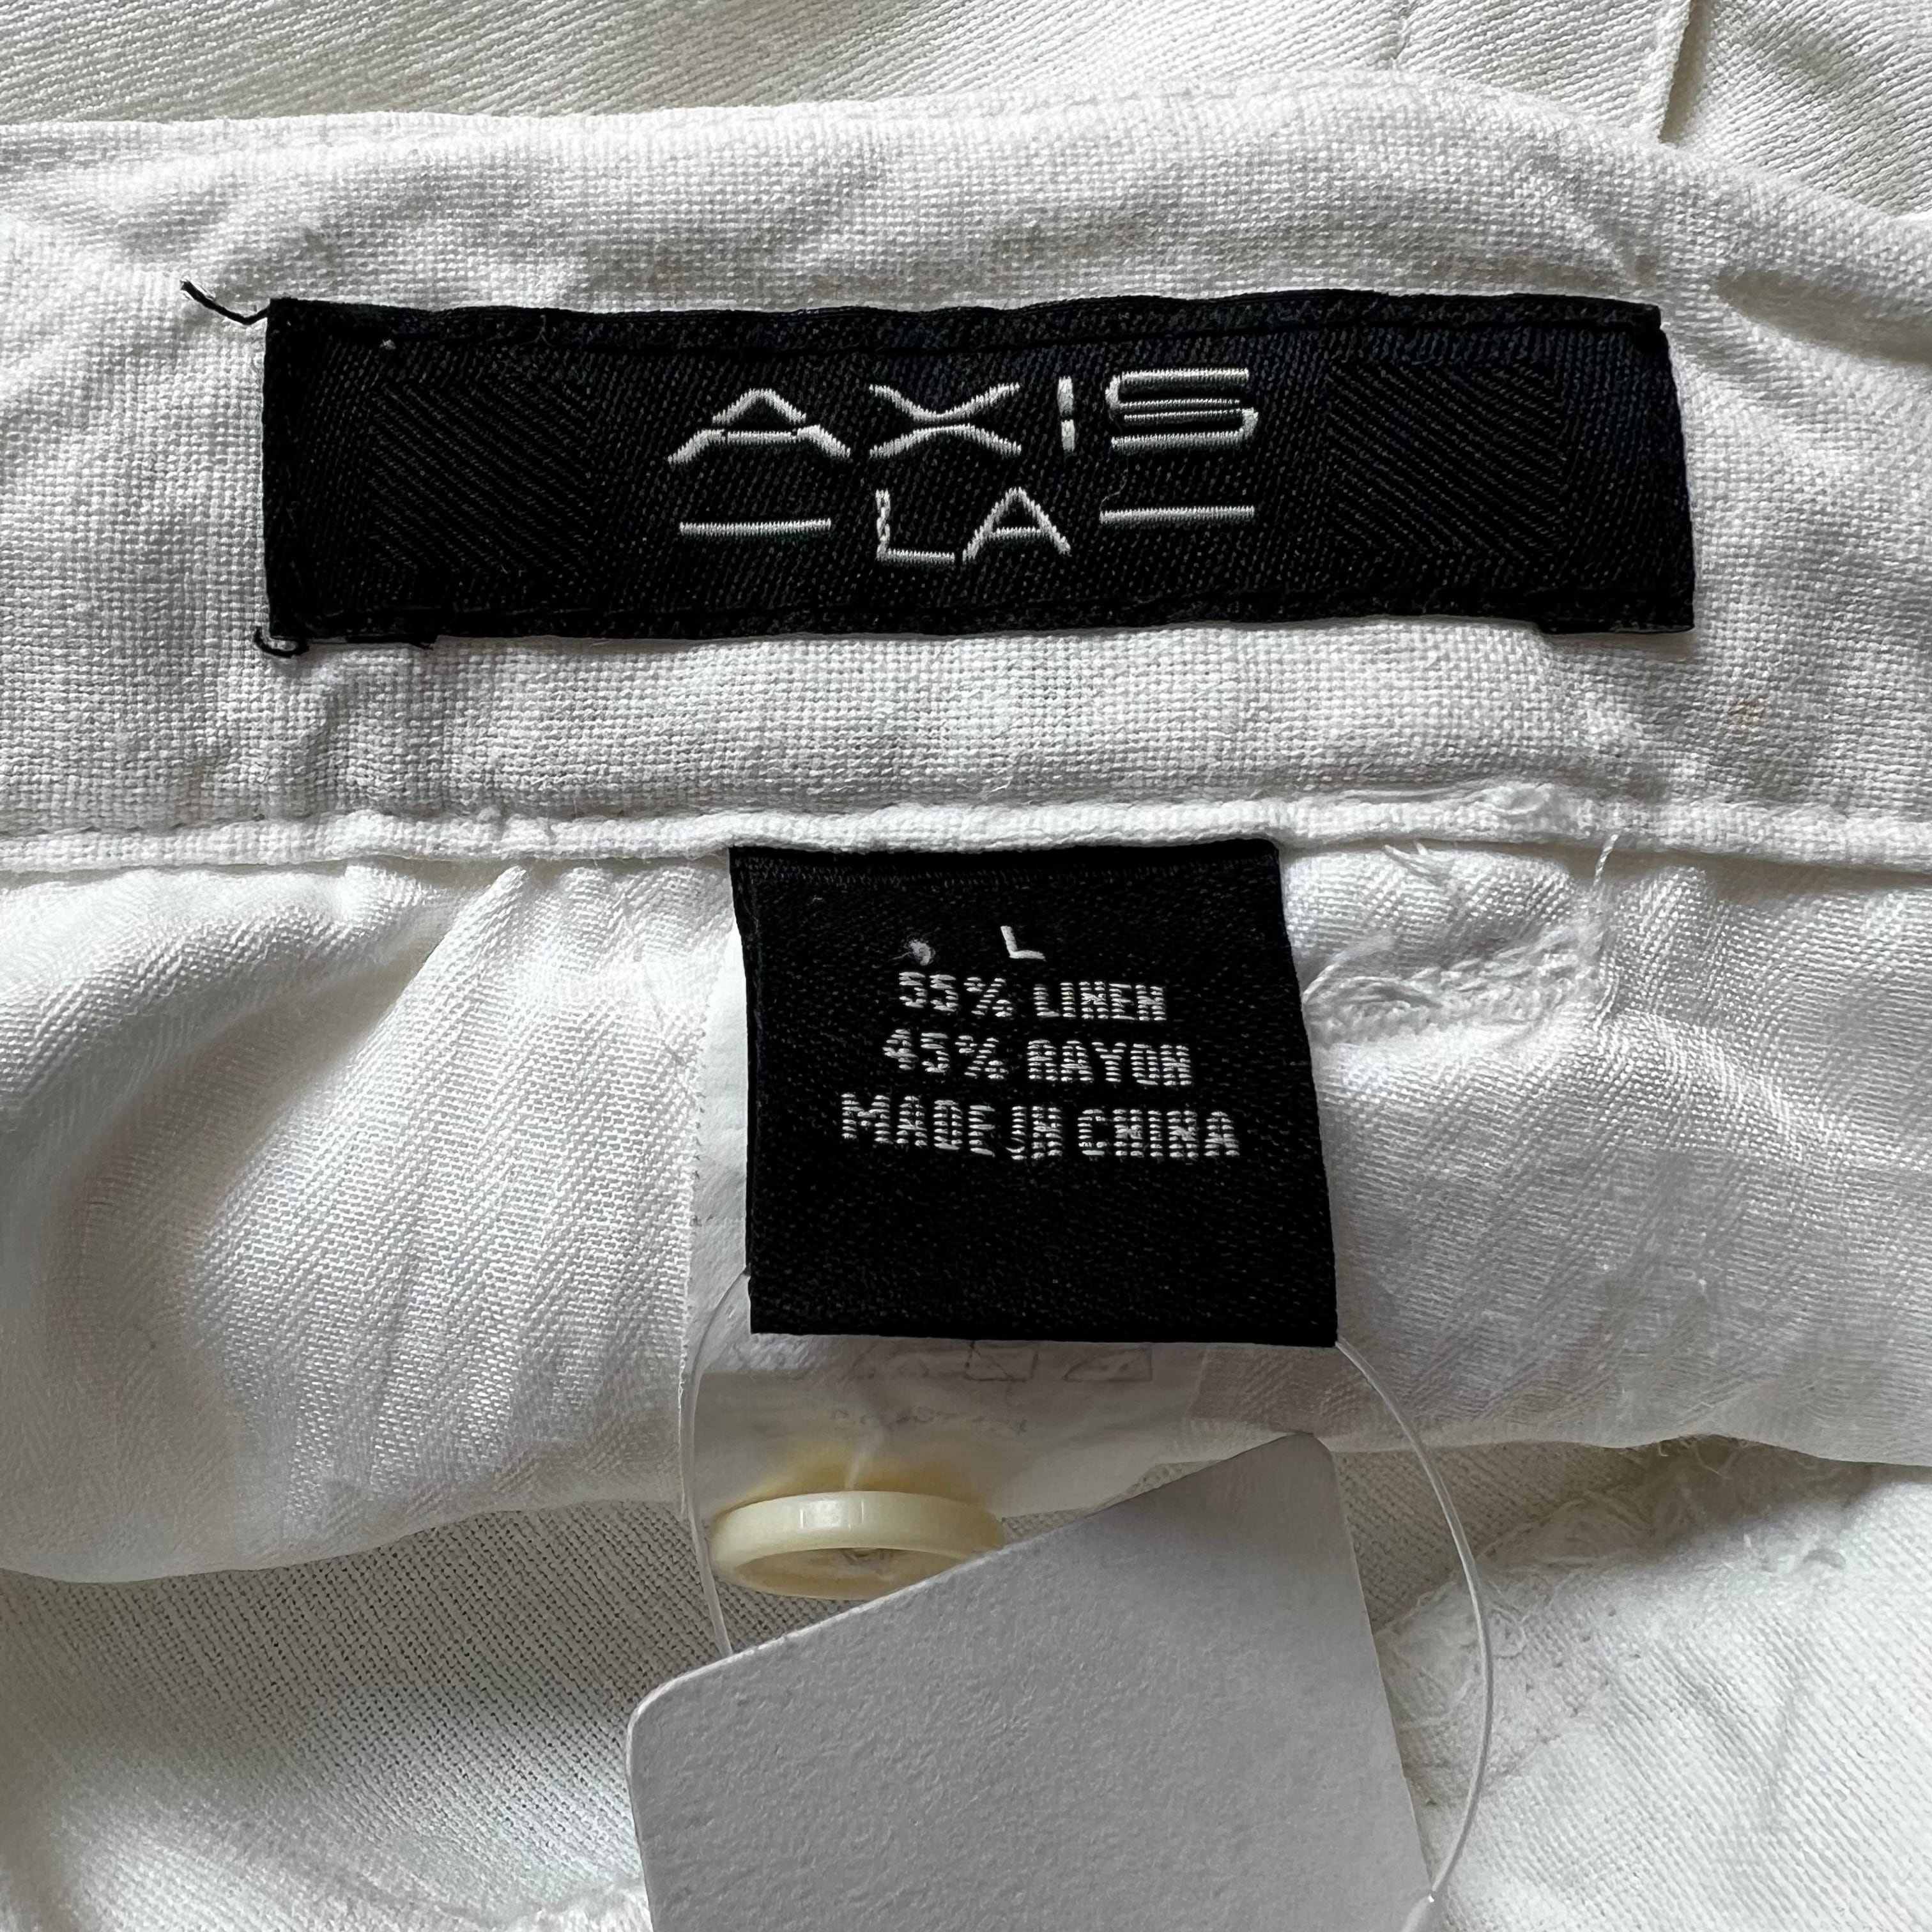 AXIS
LA
L
55% LINEN
45% RAYON
MADE IN CHINA